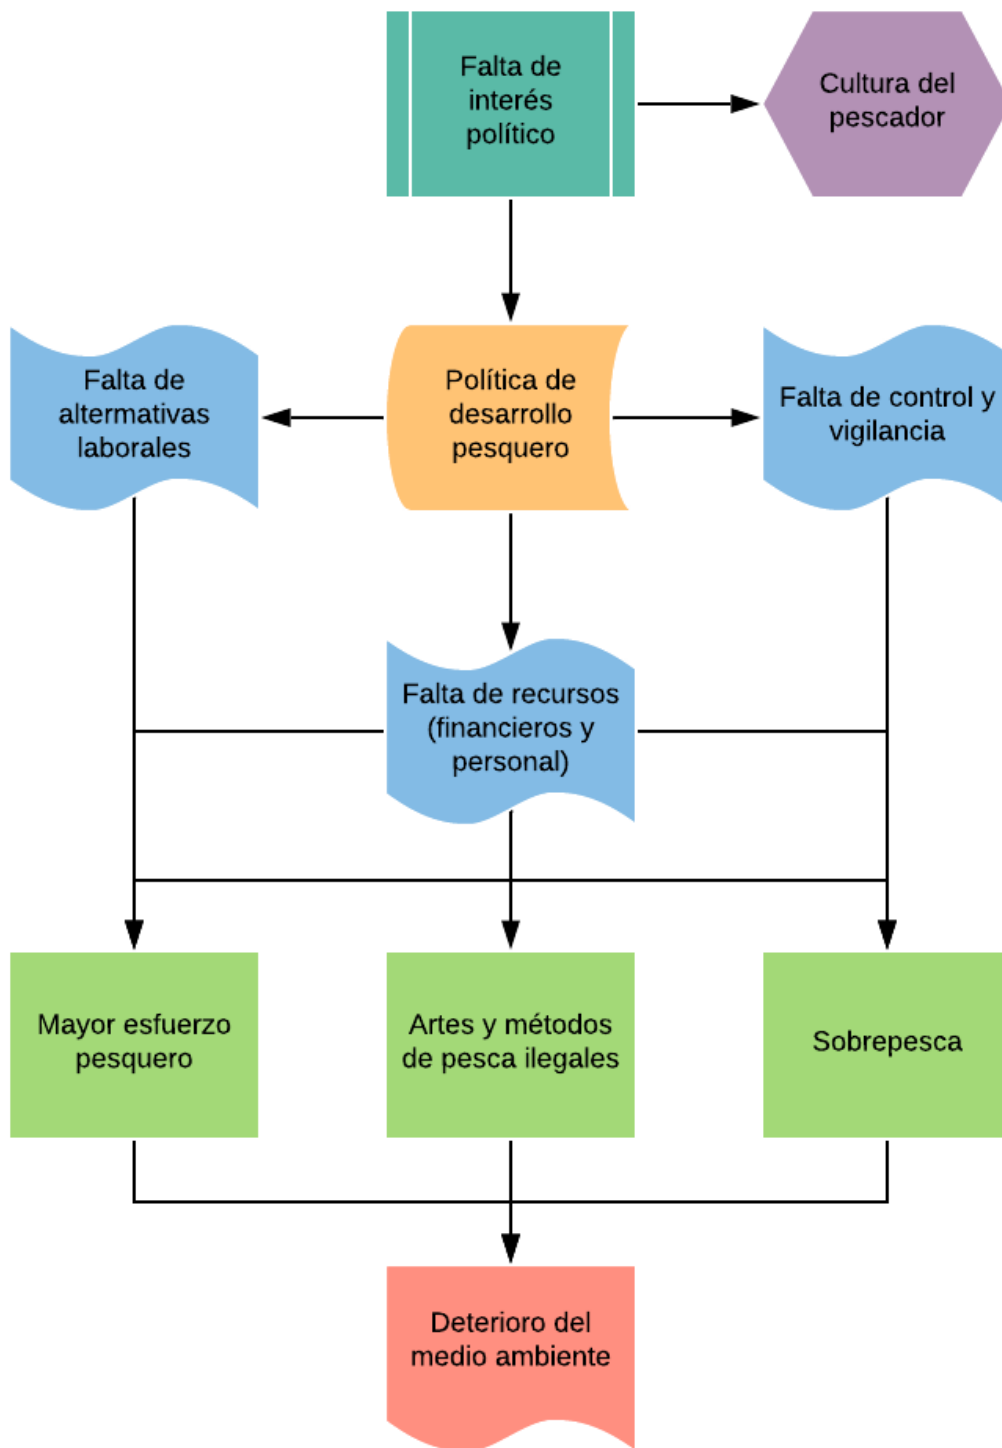 Falta de
interés
político
Cultura del
pescador
Falta de
altermativas
laborales
Política de
desarrollo
pesquero
Falta de control y
vigilancia
Falta de recursos
(financieros y
personal)
Mayor esfuerzo
pesquero
Artes y métodos
de pesca ilegales
Sobrepesca
Deterioro del
medio ambiente